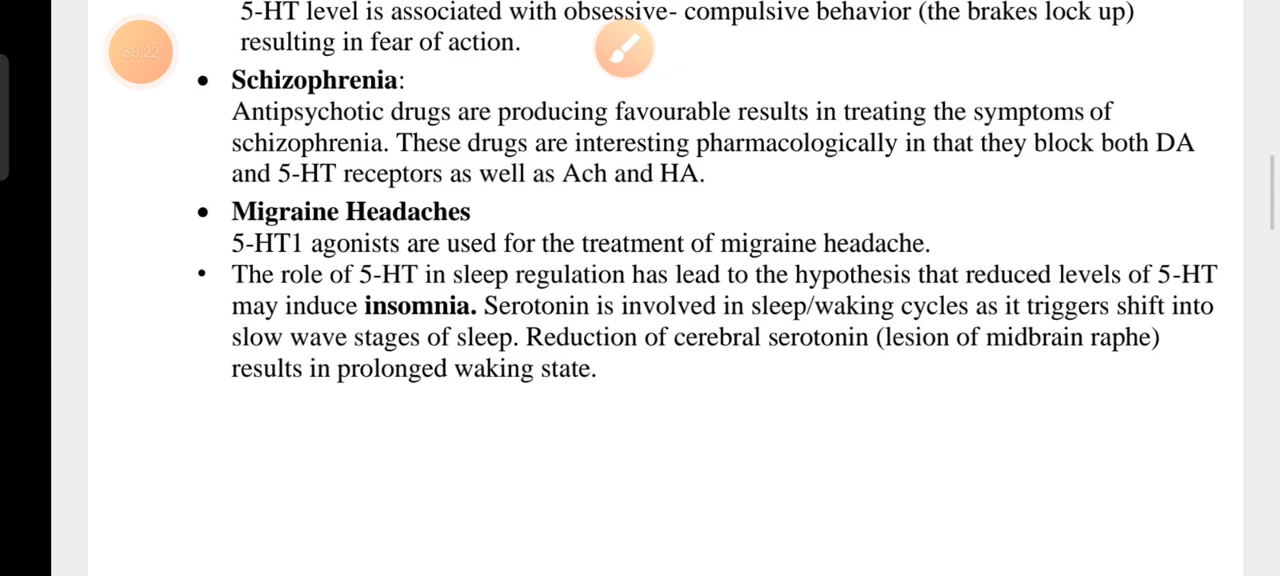 5-HT level is associated with obsessive- compulsive behavior (the brakes lock up)
resulting in fear of action.
38:22
• Schizophrenia:
Antipsychotic drugs are producing favourable results in treating the symptoms of
schizophrenia. These drugs are interesting pharmacologically in that they block both DA
and 5-HT receptors as well as Ach and HA.
• Migraine Headaches
5-HT1 agonists are used for the treatment of migraine headache.
• The role of 5-HT in sleep regulation has lead to the hypothesis that reduced levels of 5-HT
may induce insomnia. Serotonin is involved in sleep/waking cycles as it triggers shift into
slow wave stages of sleep. Reduction of cerebral serotonin (lesion of midbrain raphe)
results in prolonged waking state.